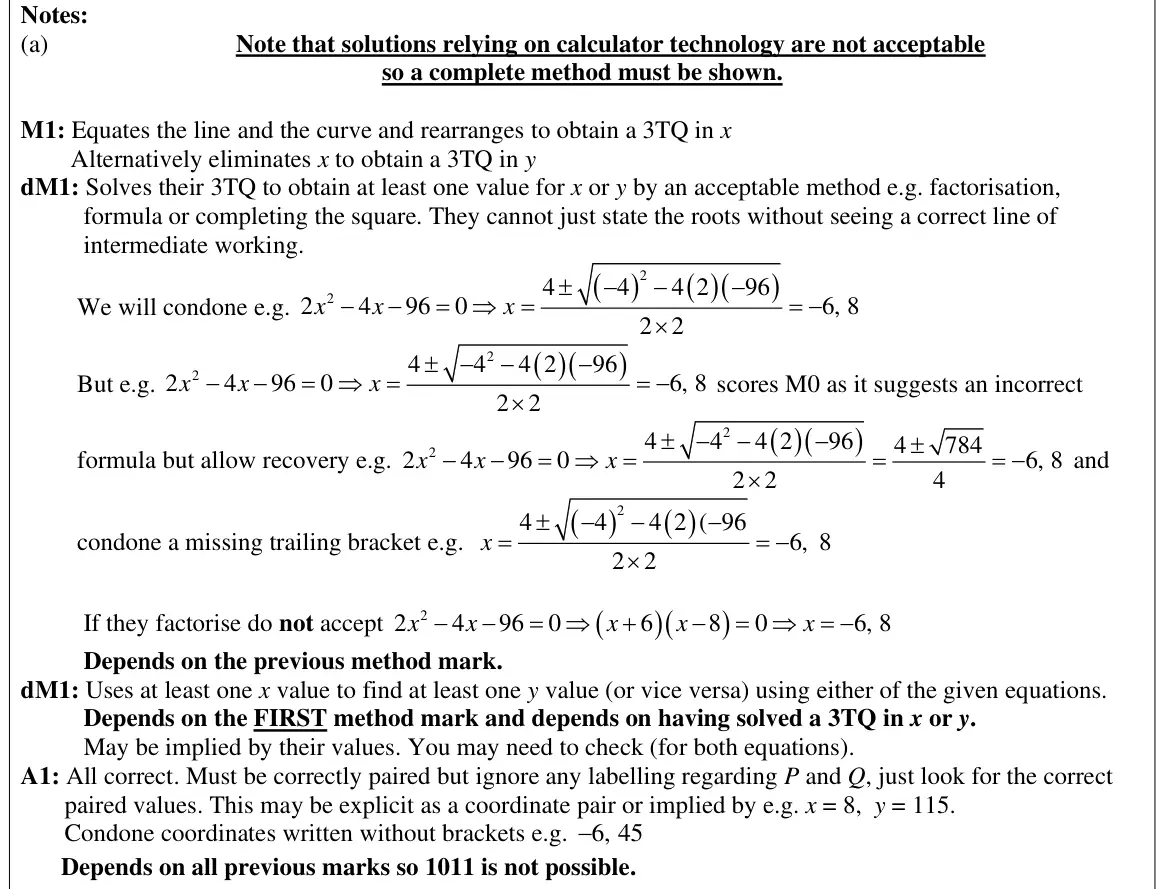 Notes:
(a) Note that solutions relying on calculator technology are not acceptable
so a complete method must be shown.
M1: Equates the line and the curve and rearranges to obtain a 3TQ in x
Alternatively eliminates x to obtain a 3TQ in y
dM1: Solves their 3TQ to obtain at least one value for x or y by an acceptable method e.g. factorisation,
formula or completing the square. They cannot just state the roots without seeing a correct line of
intermediate working.
We will condone e.g. 2x² − 4x − 96 = 0 ⇒ x = (4 ± √((−4)² − 4(2)(−96)))/(2×2) = −6, 8
But e.g. 2x² − 4x − 96 = 0 ⇒ x = (4 ± √(−4² − 4(2)(−96)))/(2×2) = −6, 8 scores M0 as it suggests an incorrect
formula but allow recovery e.g. 2x² − 4x − 96 = 0 ⇒ x = (4 ± √(−4² − 4(2)(−96)))/(2×2) = (4 ± √784)/4 = −6, 8 and
condone a missing trailing bracket e.g. x = (4 ± √((−4)² − 4(2)(−96))/(2×2) = −6, 8
If they factorise do not accept 2x² − 4x − 96 = 0 ⇒ (x + 6)(x − 8) = 0 ⇒ x = −6, 8
Depends on the previous method mark.
dM1: Uses at least one x value to find at least one y value (or vice versa) using either of the given equations.
Depends on the FIRST method mark and depends on having solved a 3TQ in x or y.
May be implied by their values. You may need to check (for both equations).
A1: All correct. Must be correctly paired but ignore any labelling regarding P and Q, just look for the correct
paired values. This may be explicit as a coordinate pair or implied by e.g. x = 8, y = 115.
Condone coordinates written without brackets e.g. −6, 45
Depends on all previous marks so 1011 is not possible.